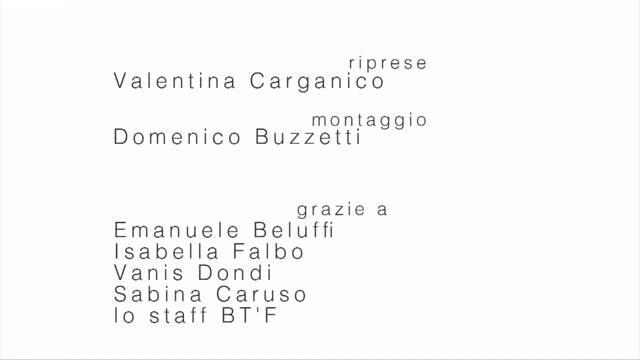 riprese
Valentina Carganico
montaggio
Domenico Buzzetti
grazie a
Emanuele Beluffi
Isabella Falbo
Vanis Dondi
Sabina Caruso
lo staff BT'F